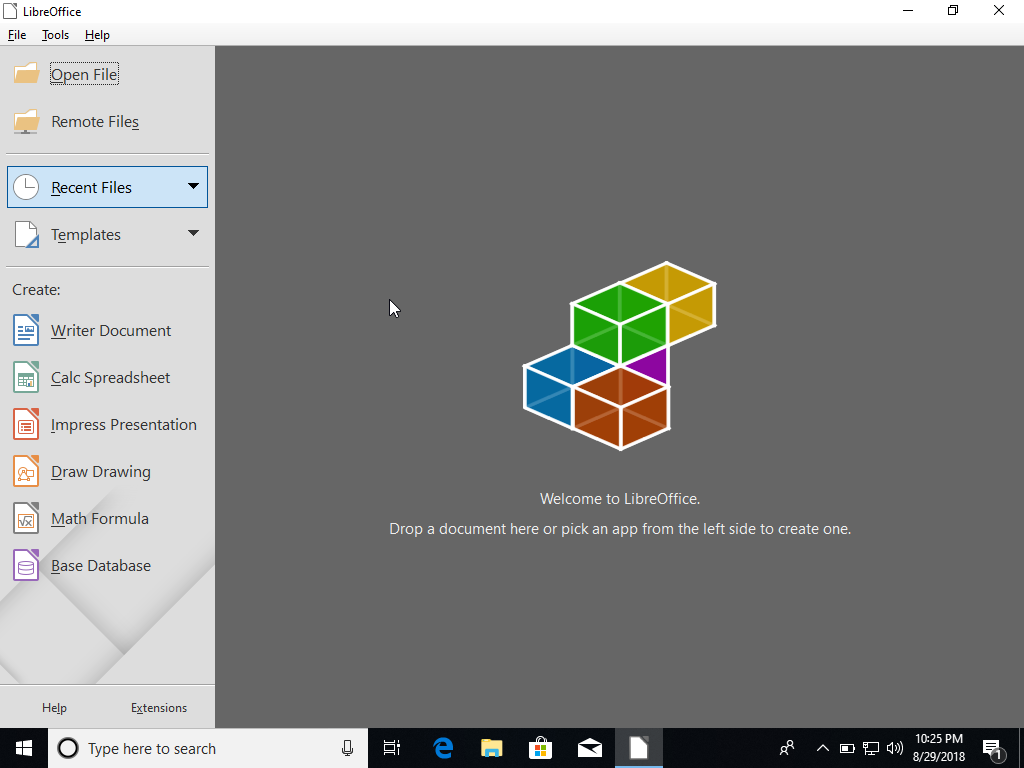 LibreOffice
File Tools Help
Open File
Remote Files
Recent Files
Templates
Create:
Writer Document
Calc Spreadsheet
Impress Presentation
Draw Drawing
Math Formula
Base Database
Welcome to LibreOffice.
Drop a document here or pick an app from the left side to create one.
Help Extensions
Type here to search
10:25 PM
8/29/2018
1